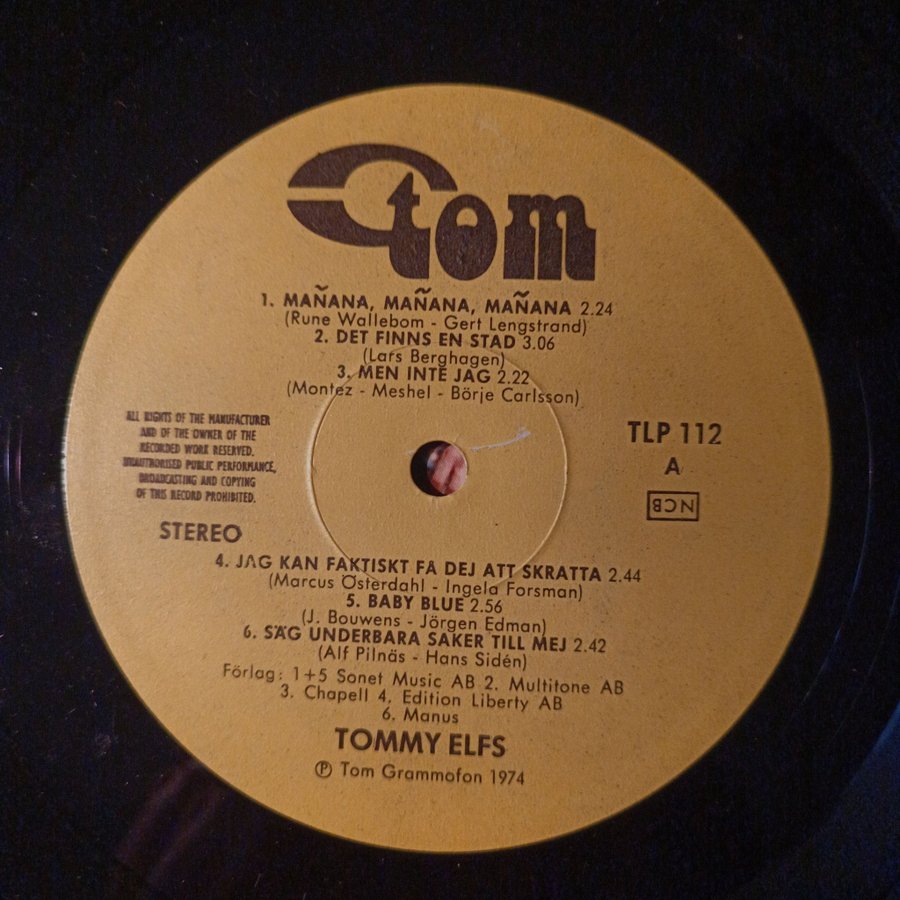 tom
1. MAÑANA, MAÑANA, MAÑANA 2.24
(Rune Wallebom - Gert Lengstrand)
2. DET FINNS EN STAD 3.06
(Lars Berghagen)
3. MEN INTE JAG 2.22
(Montez - Meshel - Börje Carlsson)
ALL RIGHTS OF THE MANUFACTURER
AND OF THE OWNER OF THE
RECORDED WORK RESERVED.
UNAUTHORISED PUBLIC PERFORMANCE,
BROADCASTING AND COPYING
OF THIS RECORD PROHIBITED.
TLP 112
A
NCB
STEREO
4. JAG KAN FAKTISKT FÅ DEJ ATT SKRATTA 2.44
(Marcus Österdahl - Ingela Forsman)
5. BABY BLUE 2.56
(J. Bouwens - Jörgen Edman)
6. SÄG UNDERBARA SAKER TILL MEJ 2.42
(Alf Pilnäs - Hans Sidén)
Förlag: 1+5 Sonet Music AB 2. Multitone AB
3. Chapell 4. Edition Liberty AB
6. Manus
TOMMY ELFS
Ⓟ Tom Grammofon 1974